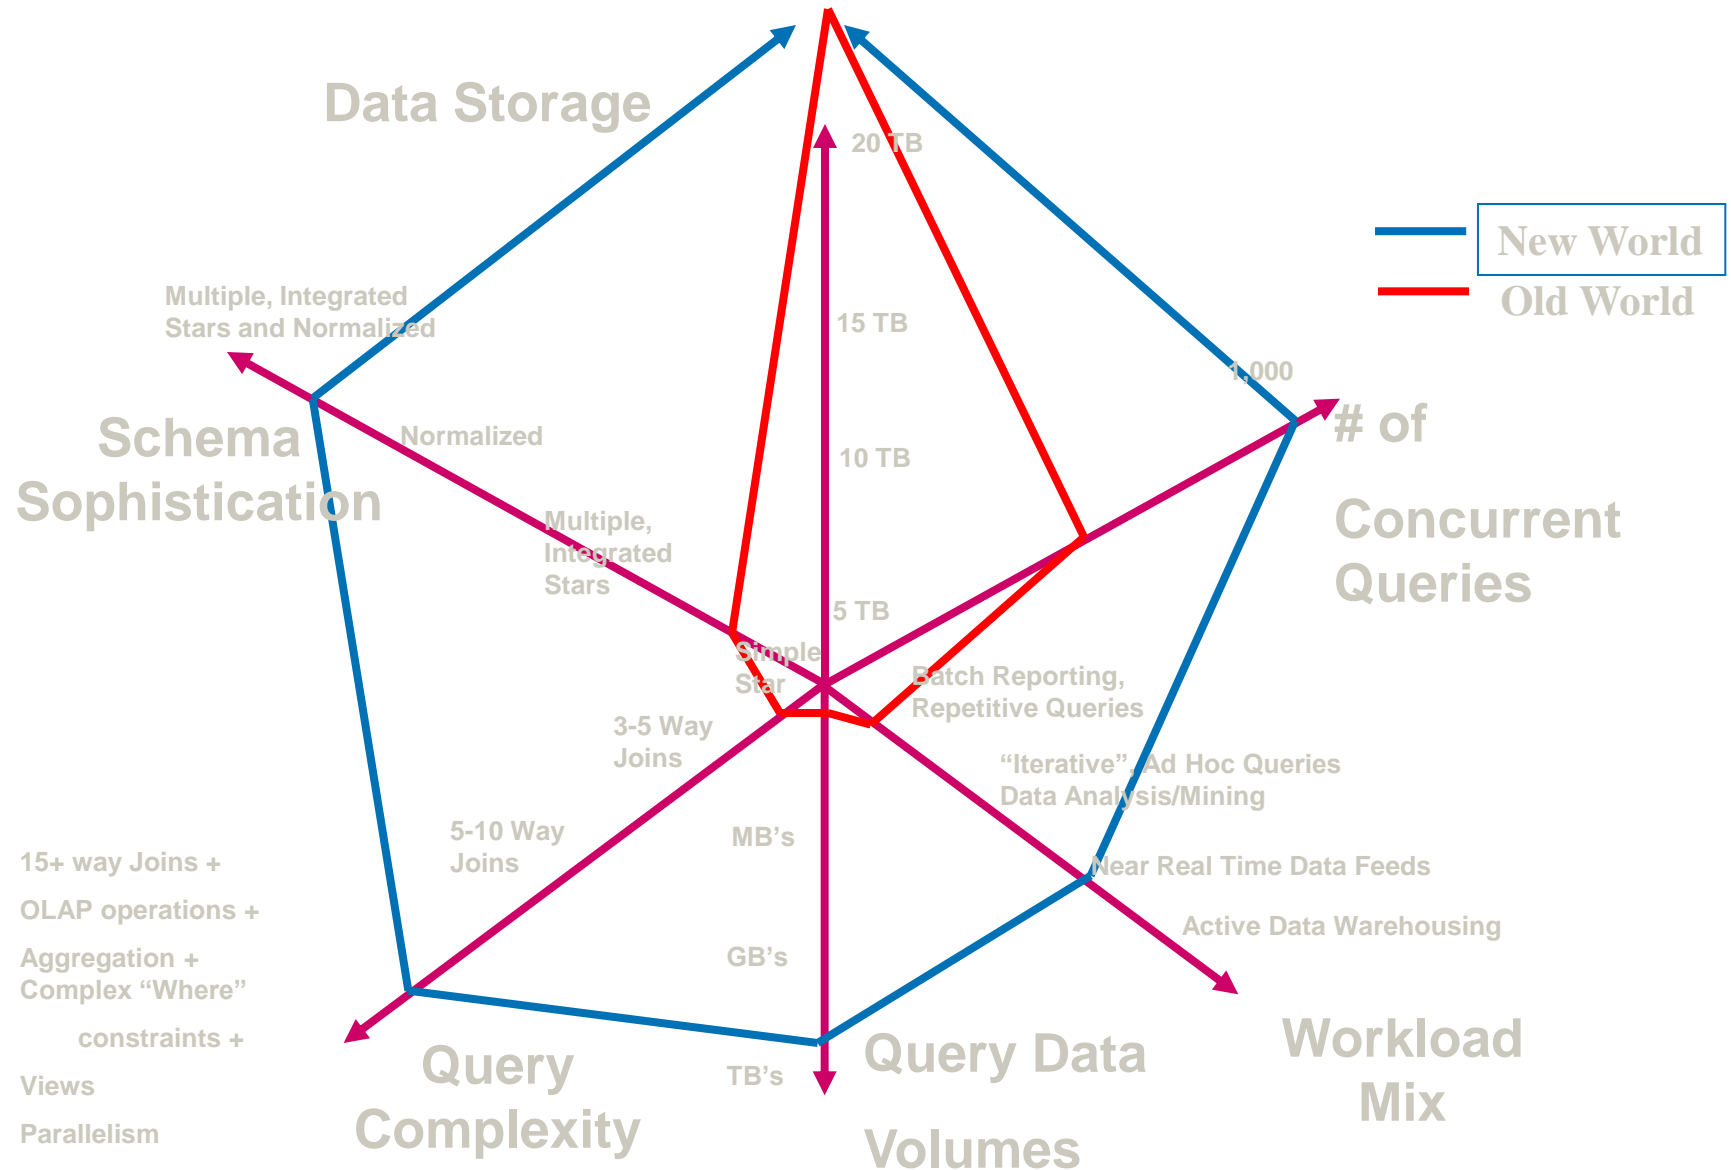 Data Storage
20 TB
15 TB
10 TB
5 TB
New World
Old World
1,000
# of
Concurrent
Queries
Multiple, Integrated
Stars and Normalized
Normalized
Multiple,
Integrated
Stars
Simple
Star
Schema
Sophistication
Batch Reporting,
Repetitive Queries
“Iterative”, Ad Hoc Queries
Data Analysis/Mining
Near Real Time Data Feeds
Active Data Warehousing
Workload
Mix
3-5 Way
Joins
5-10 Way
Joins
15+ way Joins +
OLAP operations +
Aggregation +
Complex “Where”
constraints +
Views
Parallelism
Query
Complexity
MB’s
GB’s
TB’s
Query Data
Volumes